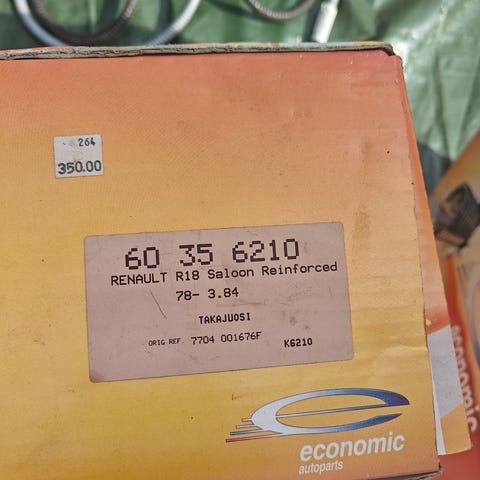 264
350.00
60 35 6210
RENAULT R18 Saloon Reinforced
78- 3.84
TAKAJUOSI
ORIG REF. 7704 001676F K6210
economic
autoparts
economic